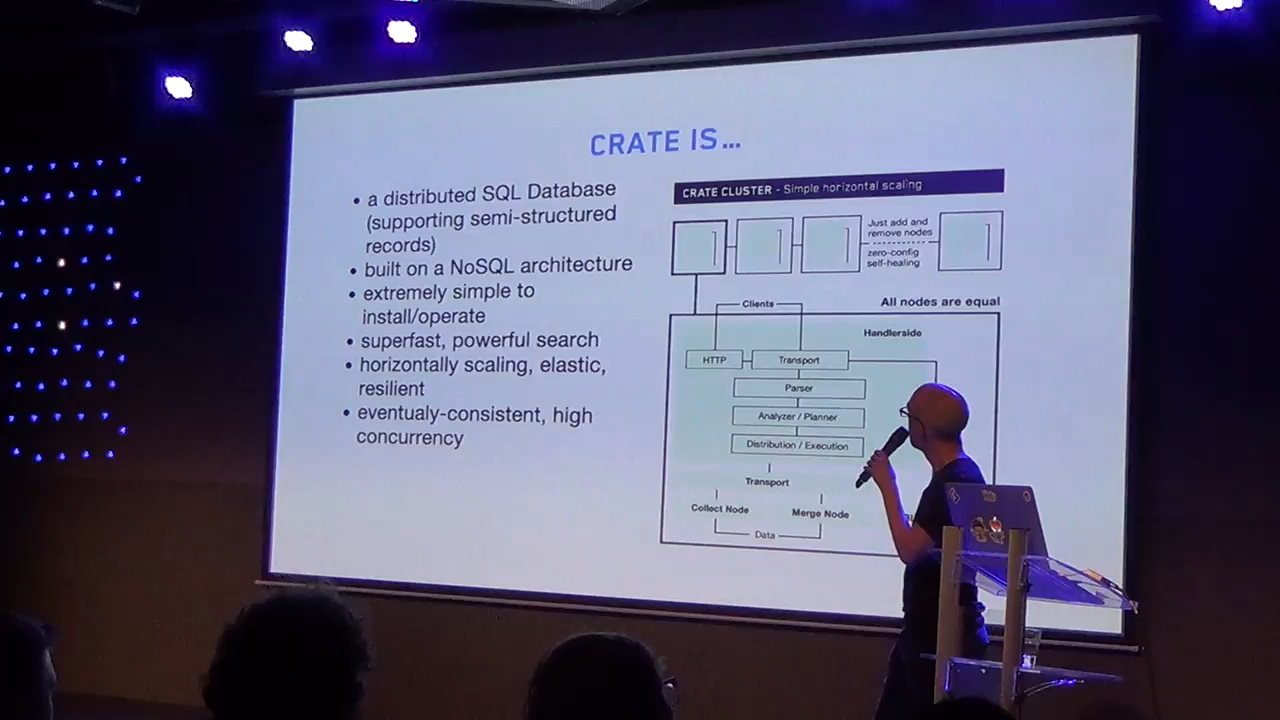 CRATE IS...
• a distributed SQL Database
(supporting semi-structured
records)
• built on a NoSQL architecture
• extremely simple to
install/operate
• superfast, powerful search
• horizontally scaling, elastic,
resilient
• eventualy-consistent, high
concurrency
CRATE CLUSTER - Simple horizontal scaling
Just add and
remove nodes
zero-config
self-healing
All nodes are equal
Clients
Handlerside
HTTP
Transport
Parser
Analyzer / Planner
Distribution / Execution
Transport
Collect Node
Merge Node
Data